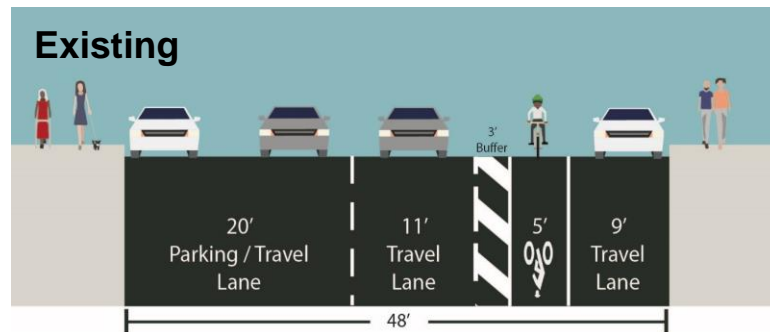 Existing
3'
Buffer
20'
Parking / Travel
Lane
11'
Travel
Lane
5'
9'
Travel
Lane
48'